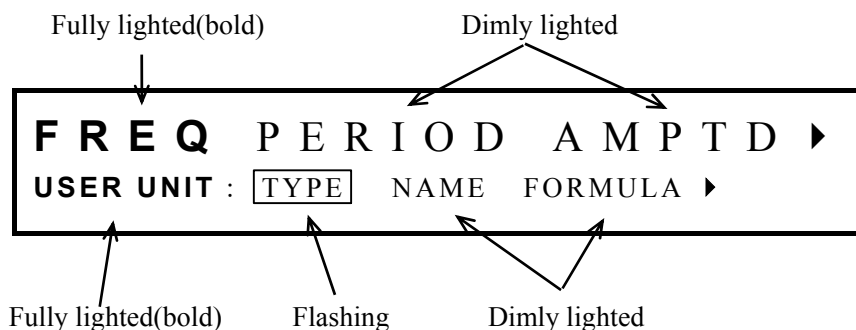 Fully lighted(bold) Dimly lighted
FREQ PERIOD AMPTD
USER UNIT : TYPE NAME FORMULA
Fully lighted(bold) Flashing Dimly lighted